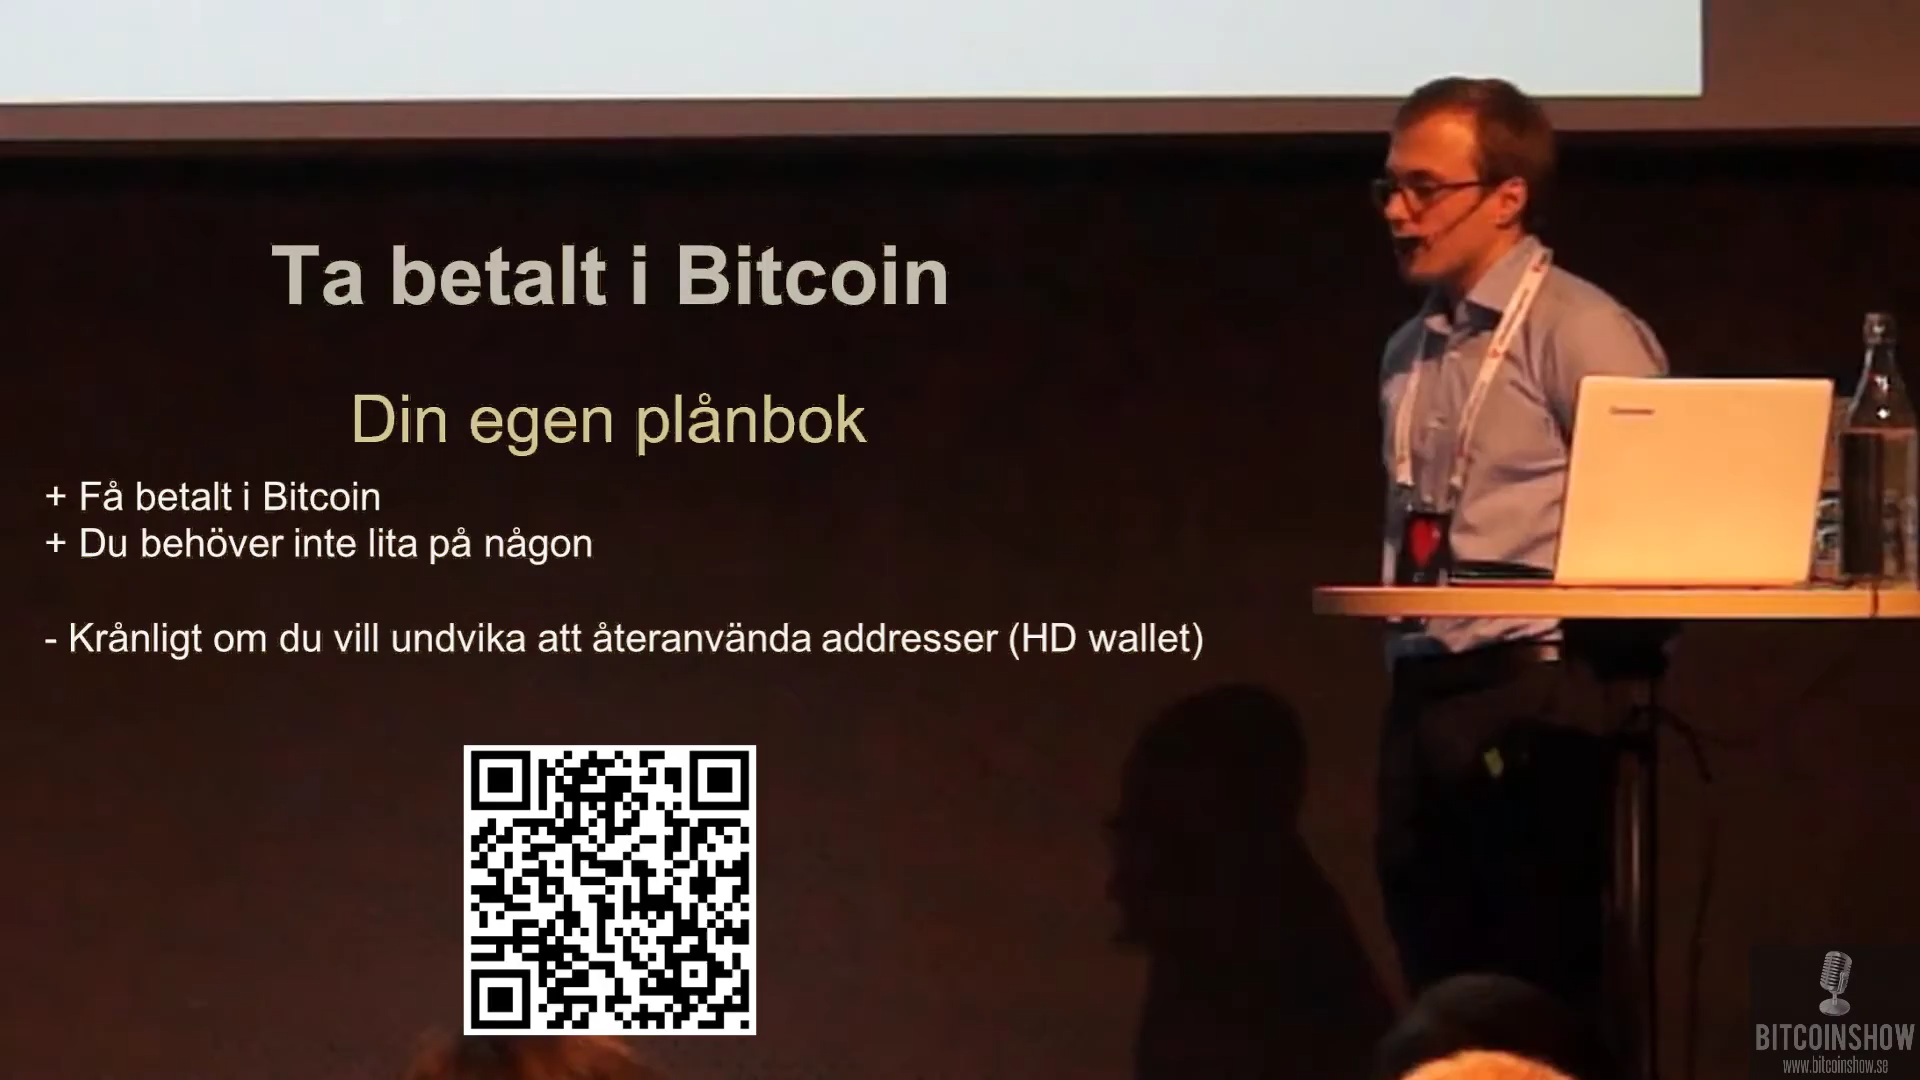 Ta betalt i Bitcoin
Din egen plånbok
+ Få betalt i Bitcoin
+ Du behöver inte lita på någon
- Krånligt om du vill undvika att återanvända addresser (HD wallet)
BITCOINSHOW
www.bitcoinshow.se